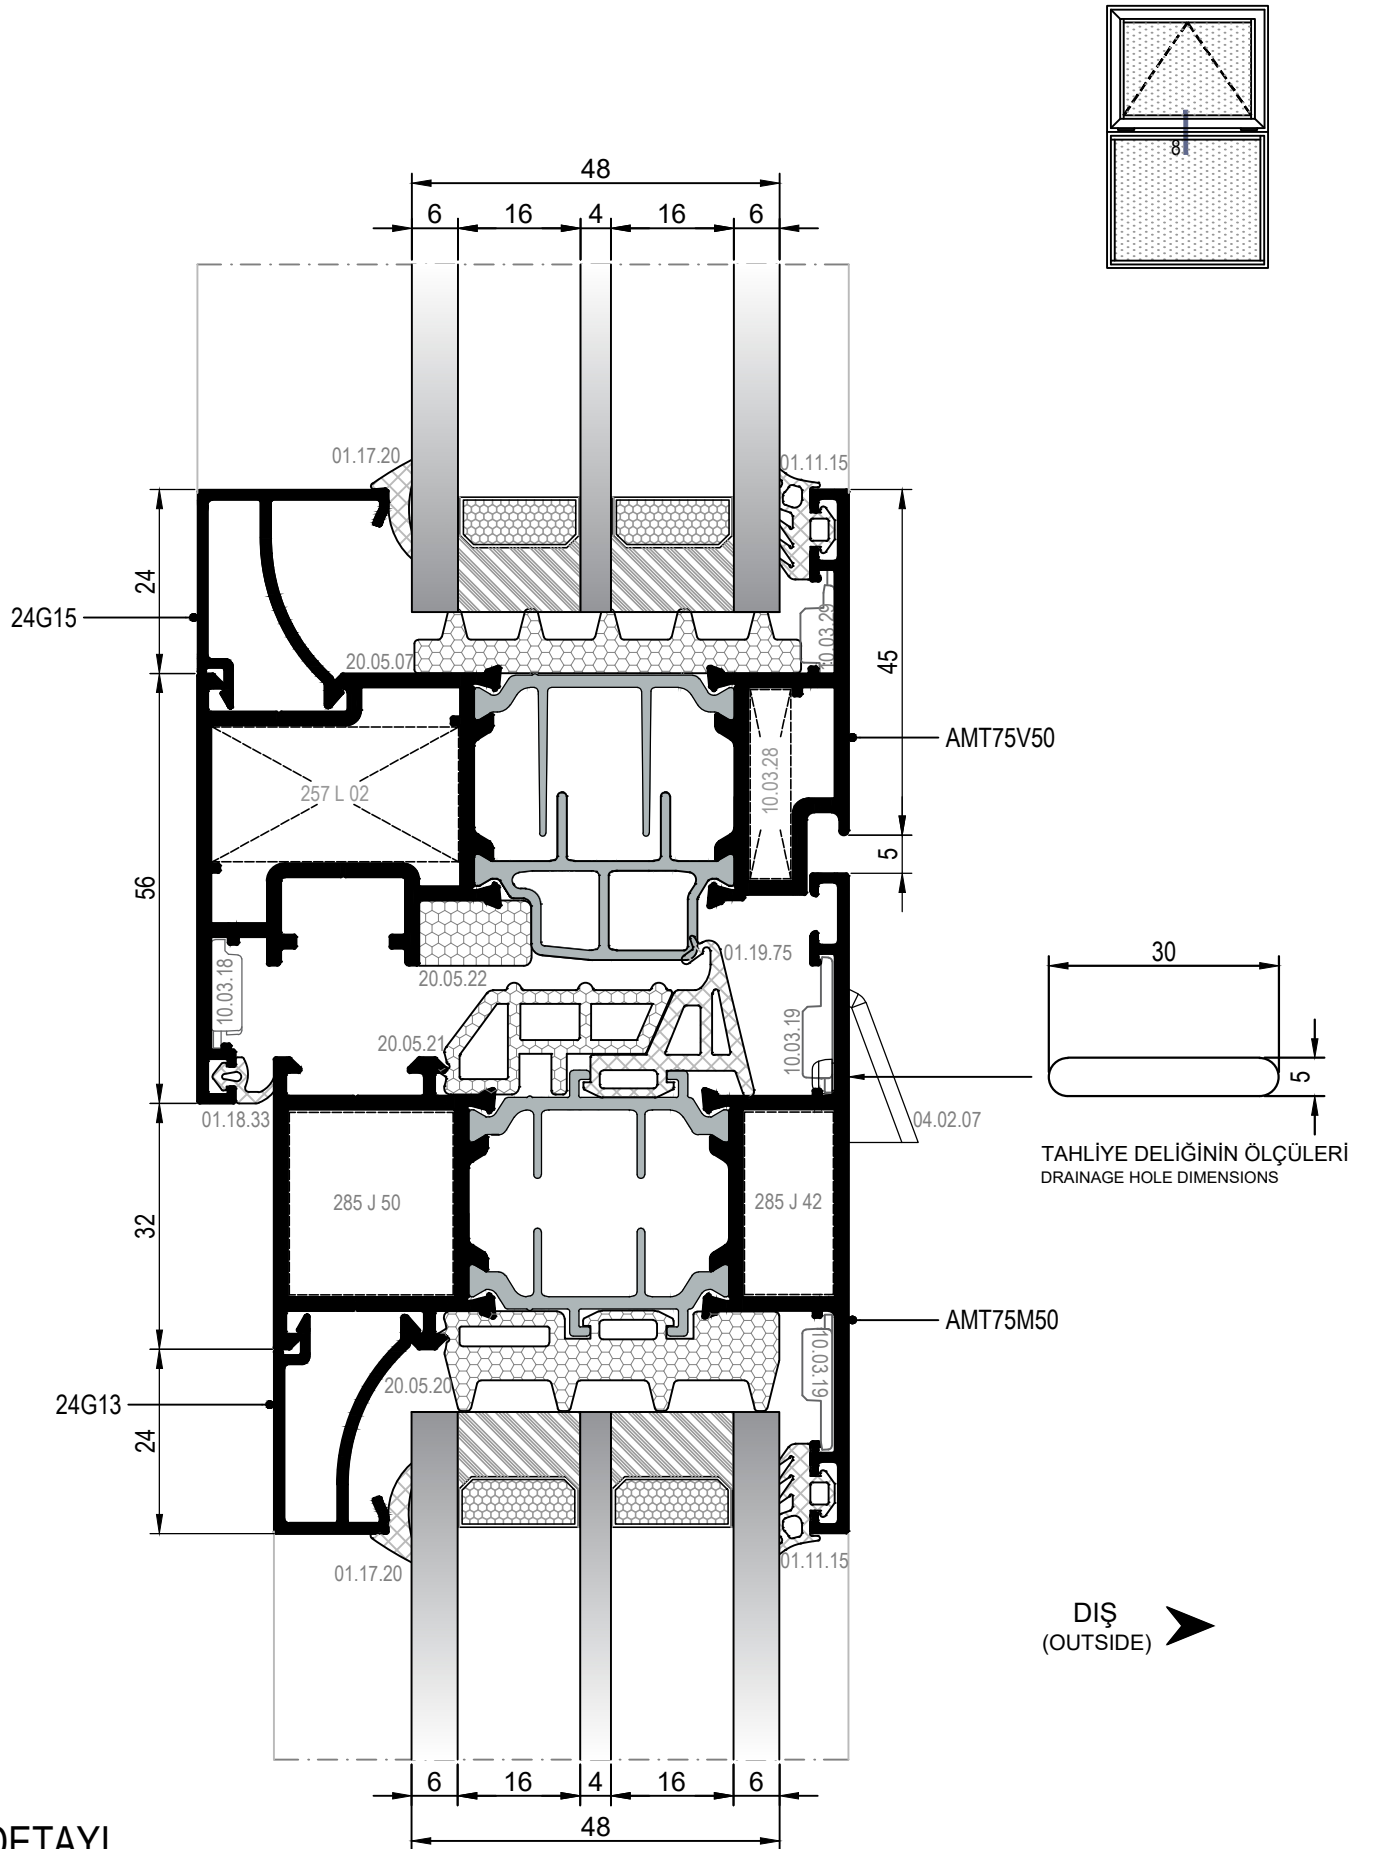 8
48
6 16 4 16 6
01.17.20
01.11.15
24
24G15
20.05.07
10.03.29
45
AMT75V50
257 L 02
10.03.28
5
56
10.03.18
20.05.22
01.19.75
20.05.21
10.03.19
30
5
01.18.33
04.02.07
TAHLİYE DELİĞİNİN ÖLÇÜLERİ
DRAINAGE HOLE DIMENSIONS
285 J 50
285 J 42
32
AMT75M50
10.03.19
20.05.20
24G13
24
01.17.20
01.11.15
DIŞ
(OUTSIDE)
6 16 4 16 6
48